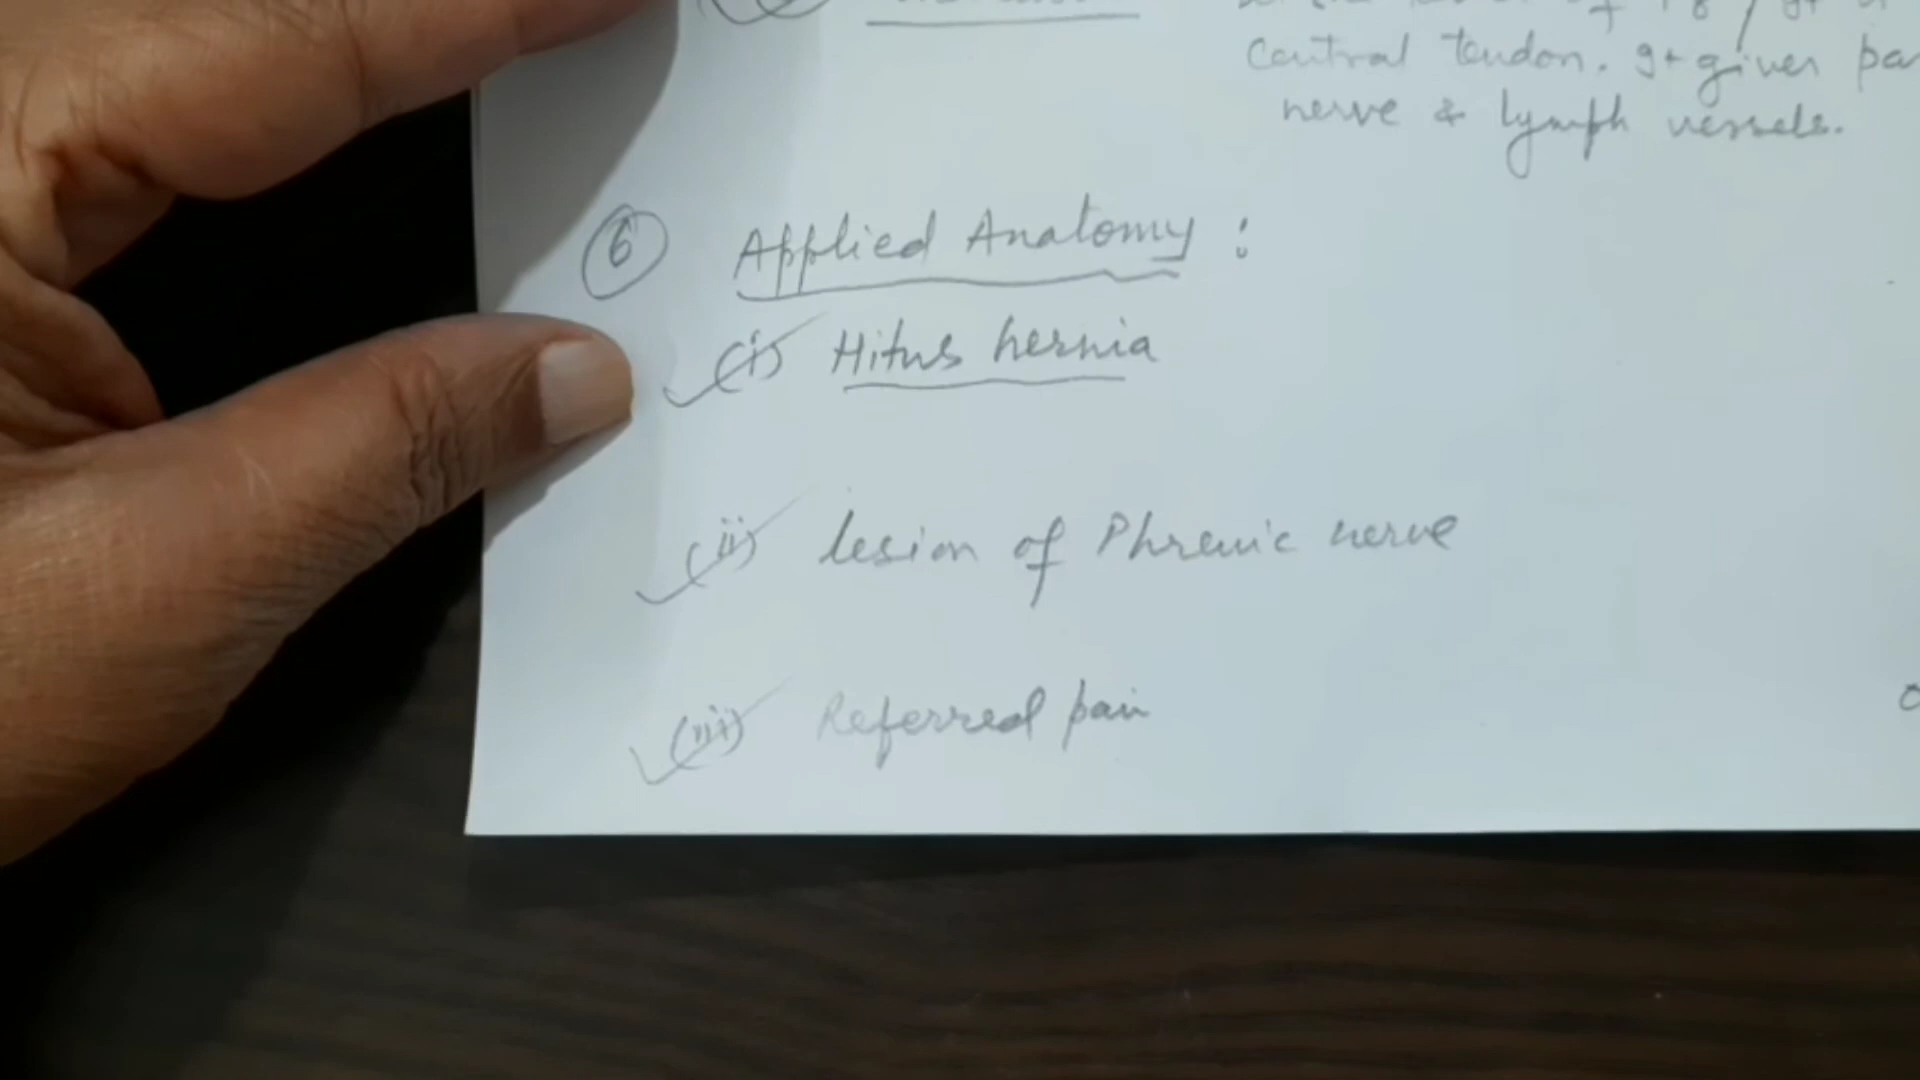 Central tendon. It gives
nerve & lymph vessels.
6 Applied Anatomy :
(i) Hitus hernia
(ii) lesion of Phrenic nerve
(iii) Referred pain